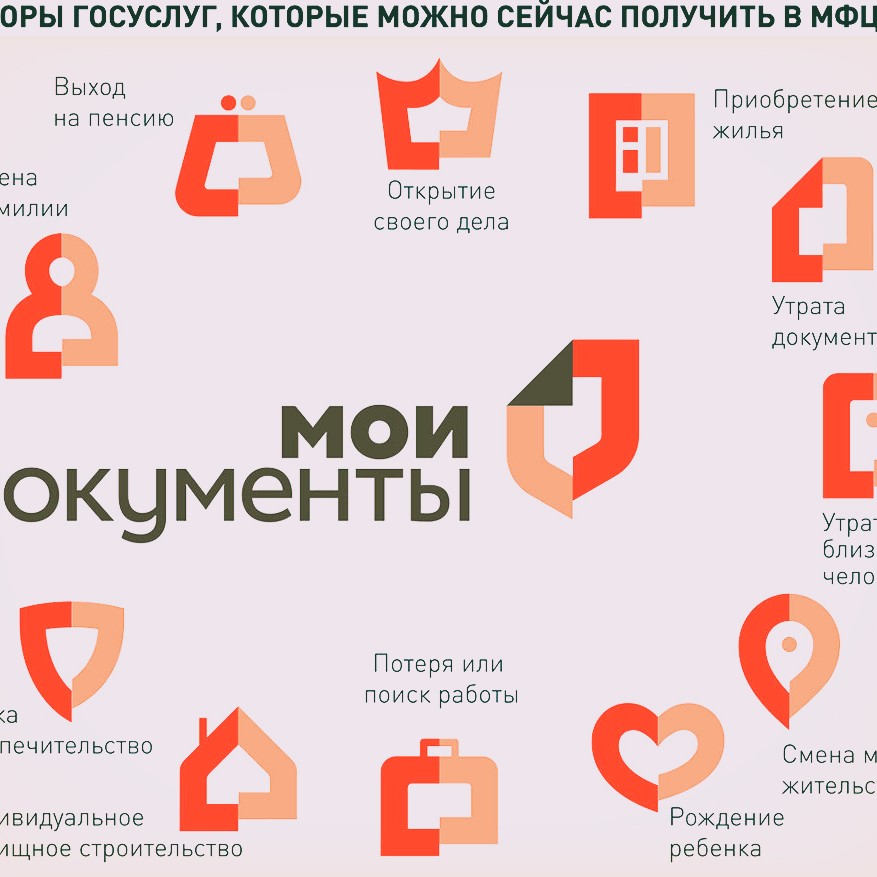 ОРЫ ГОСУСЛУГ, КОТОРЫЕ МОЖНО СЕЙЧАС ПОЛУЧИТЬ В МФЦ
Выход
на пенсию
Открытие
своего дела
Приобретение
жилья
ена
милии
Утрата
документ
мои
окументы
Утрат
близ
чело
ка
печительство
Потеря или
поиск работы
Смена м
жительс
Рождение
ребенка
ивидуальное
ищное строительство